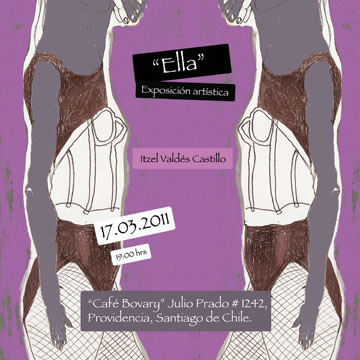 “Ella”
Exposición artística
Itzel Valdés Castillo
17.03.2011
19:00 hrs
“Café Bovary” Julio Prado # 1242,
Providencia, Santiago de Chile.